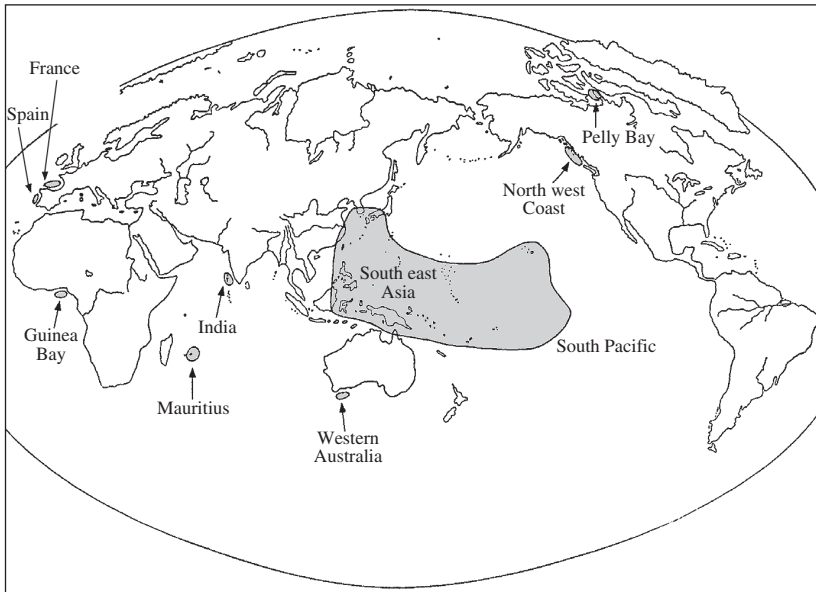 France
Spain
Pelly Bay
North west
Coast
South east
Asia
India
Guinea
Bay
South Pacific
Mauritius
Western
Australia